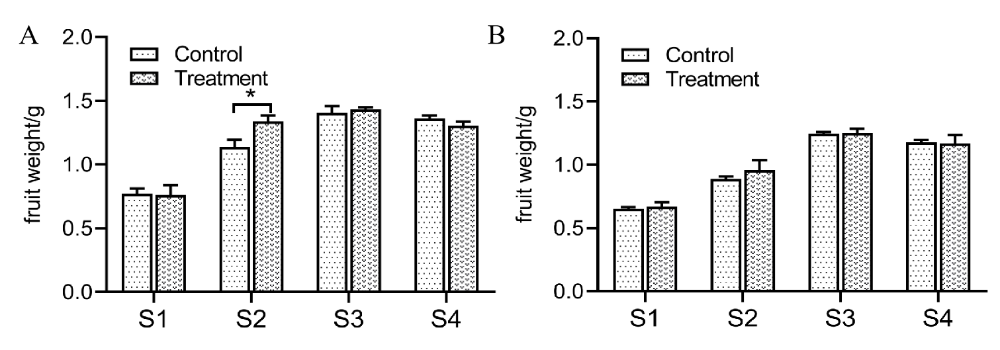 A
2.0
1.5
1.0
0.5
0.0
fruit weight/g
Control
Treatment
*
S1 S2 S3 S4
B
2.0
1.5
1.0
0.5
0.0
fruit weight/g
Control
Treatment
S1 S2 S3 S4